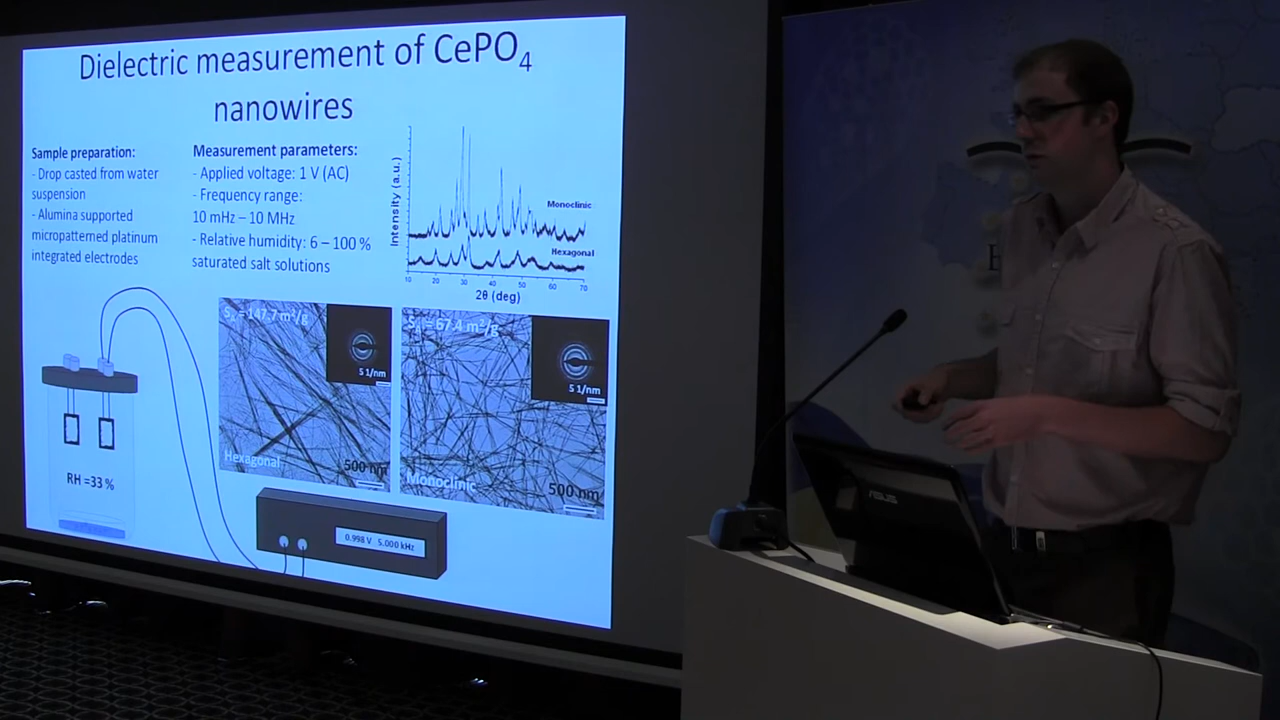 Dielectric measurement of CePO4
nanowires
Sample preparation:
- Drop casted from water
suspension
- Alumina supported
micropatterned platinum
integrated electrodes
Measurement parameters:
- Applied voltage: 1 V (AC)
- Frequency range:
10 mHz – 10 MHz
- Relative humidity: 6 – 100 %
saturated salt solutions
Intensity (a.u.)
Monoclinic
Hexagonal
10 20 30 40 50 60 70
2θ (deg)
= 147.7 m²/g
5 1/nm
Hexagonal
500 nm
= 67.4 m²/g
5 1/nm
Monoclinic
500 nm
RH =33 %
0.998 V 5.000 kHz
ASUS